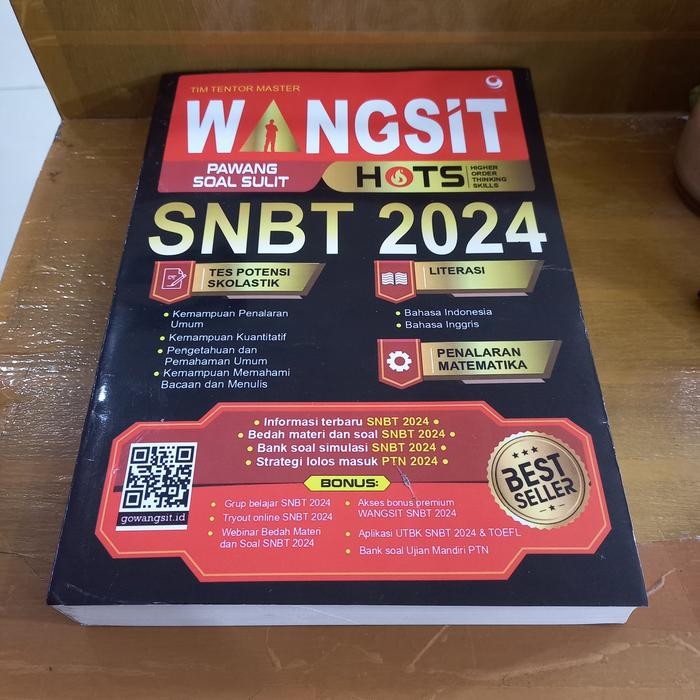 TIM TENTOR MASTER
WANGSIT
PAWANG
SOAL SULIT
HOTS
HIGHER
ORDER
THINKING
SKILLS
SNBT 2024
TES POTENSI
SKOLASTIK
• Kemampuan Penalaran
Umum
• Kemampuan Kuantitatif
• Pengetahuan dan
Pemahaman Umum
• Kemampuan Memahami
Bacaan dan Menulis
LITERASI
• Bahasa Indonesia
• Bahasa Inggris
PENALARAN
MATEMATIKA
• Informasi terbaru SNBT 2024 •
• Bedah materi dan soal SNBT 2024 •
• Bank soal simulasi SNBT 2024 •
• Strategi lolos masuk PTN 2024 •
BONUS:
• Grup belajar SNBT 2024
• Tryout online SNBT 2024
• Webinar Bedah Materi
dan Soal SNBT 2024
• Akses bonus premium
WANGSIT SNBT 2024
• Aplikasi UTBK SNBT 2024 & TOEFL
• Bank soal Ujian Mandiri PTN
gowangsit.id
BEST
SELLER